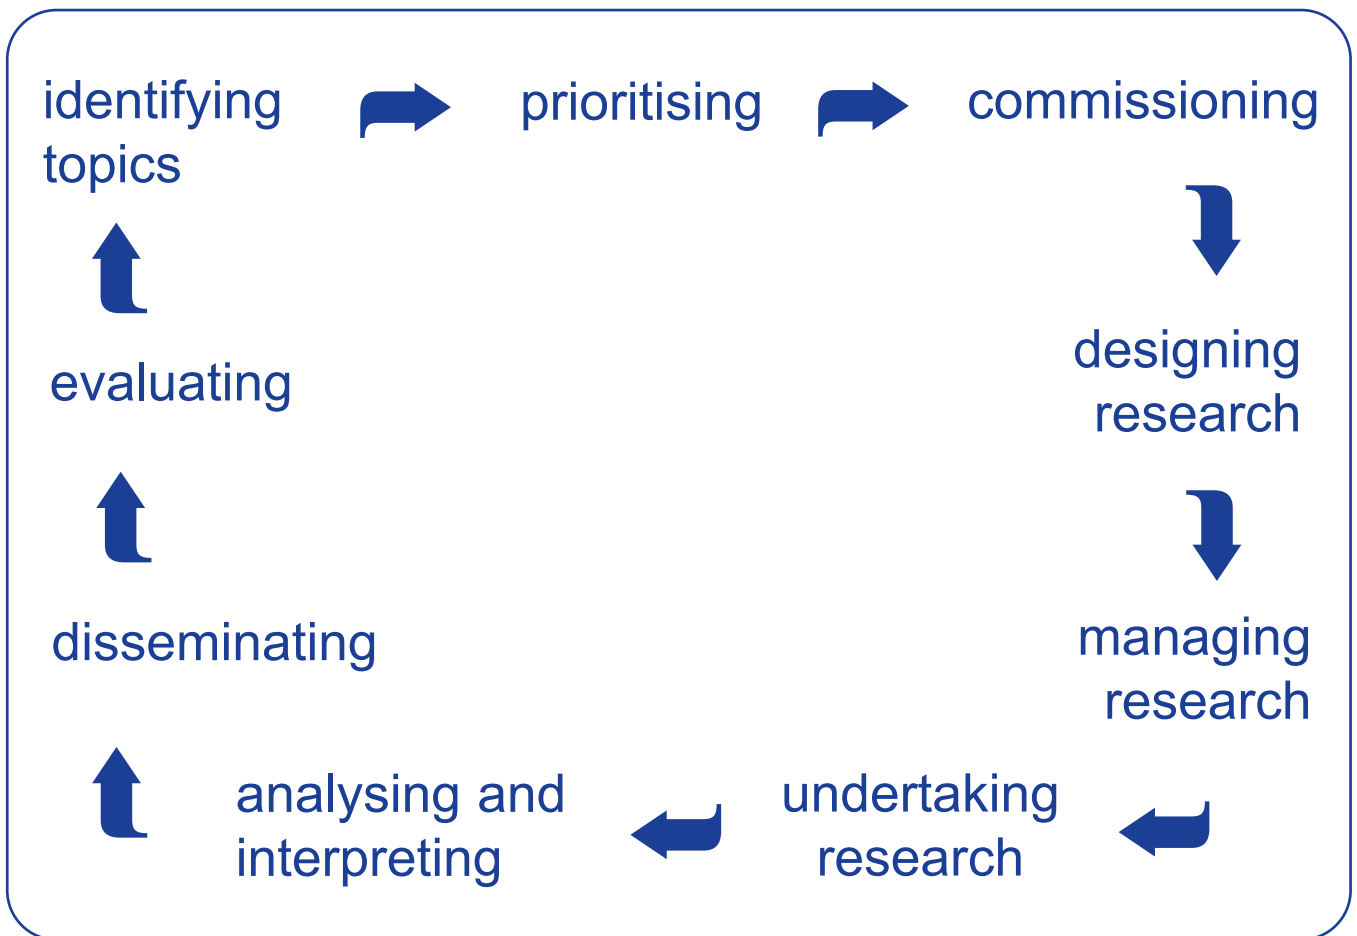 identifying
topics
prioritising
commissioning
designing
research
managing
research
undertaking
research
analysing and
interpreting
disseminating
evaluating